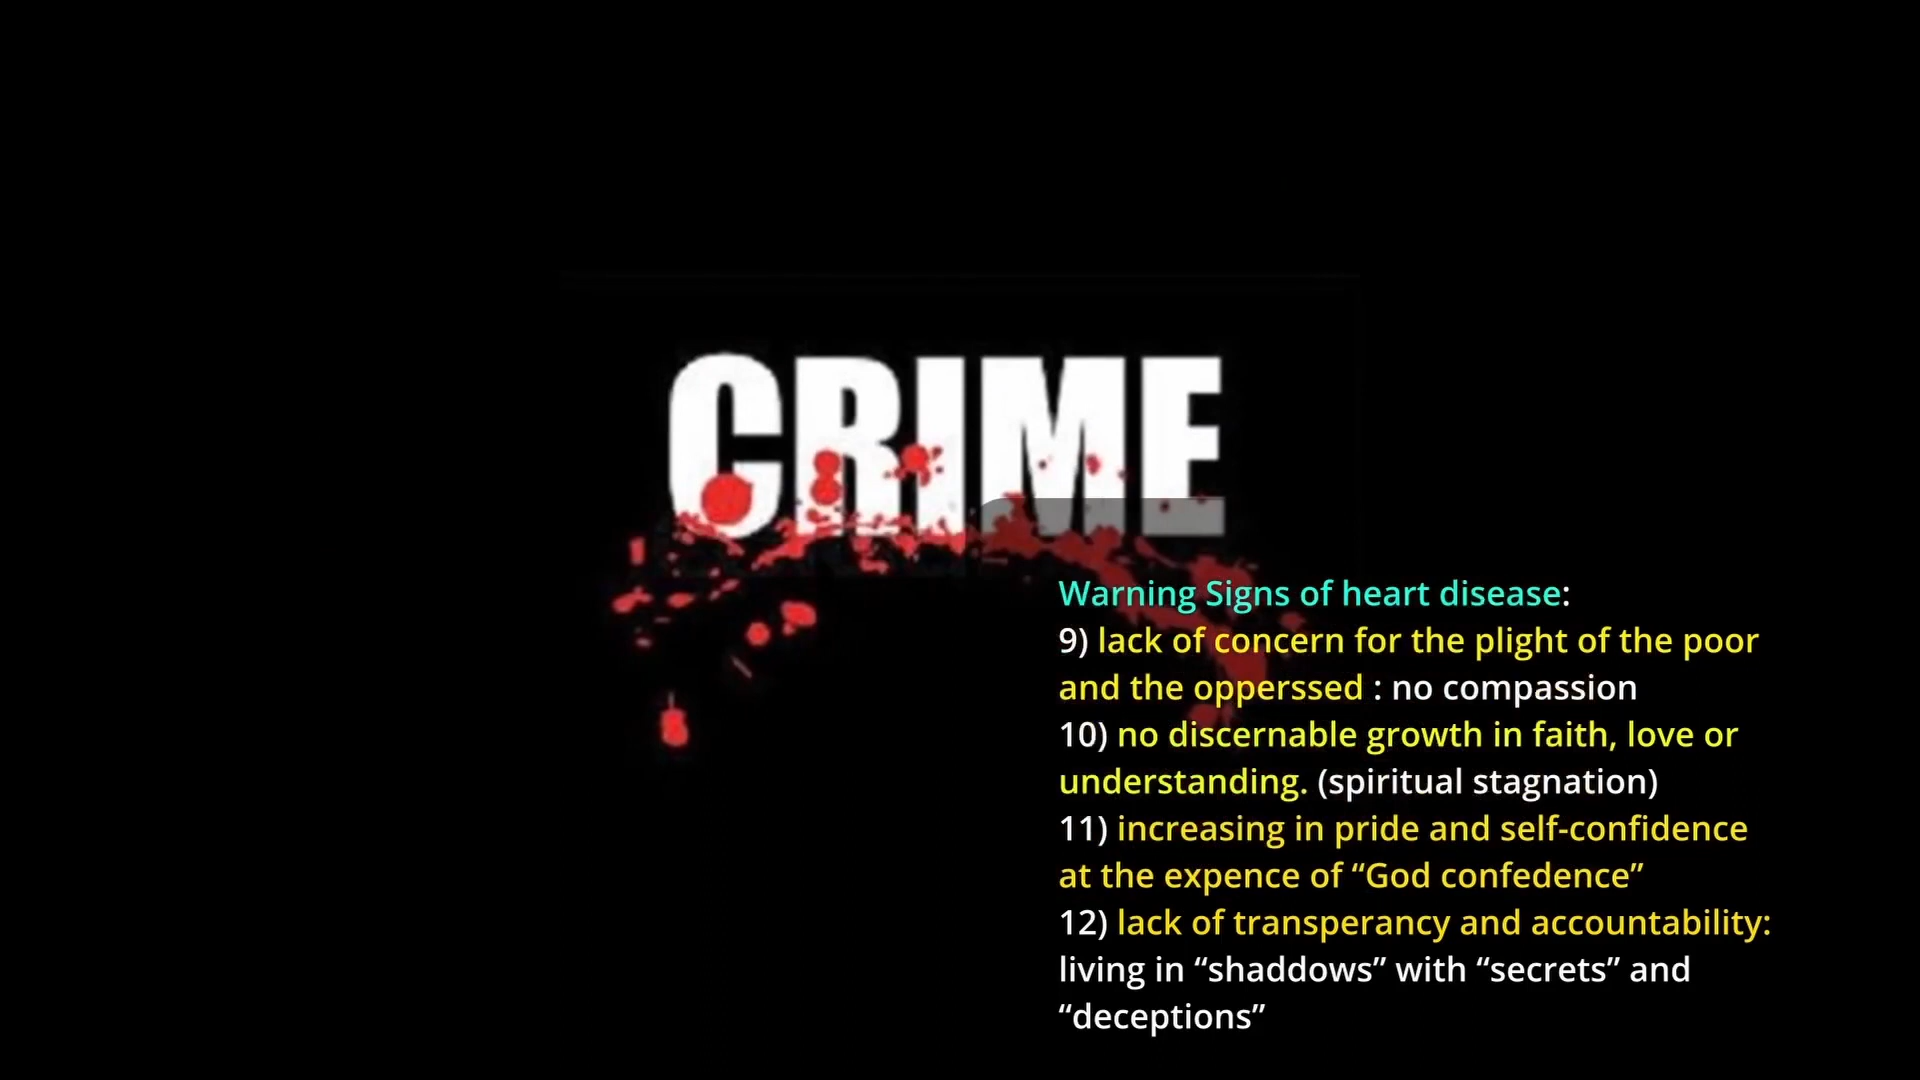 CRIME
Warning Signs of heart disease:
9) lack of concern for the plight of the poor
and the opperssed : no compassion
10) no discernable growth in faith, love or
understanding. (spiritual stagnation)
11) increasing in pride and self-confidence
at the expence of “God confedence”
12) lack of transperancy and accountability:
living in “shaddows” with “secrets” and
“deceptions”